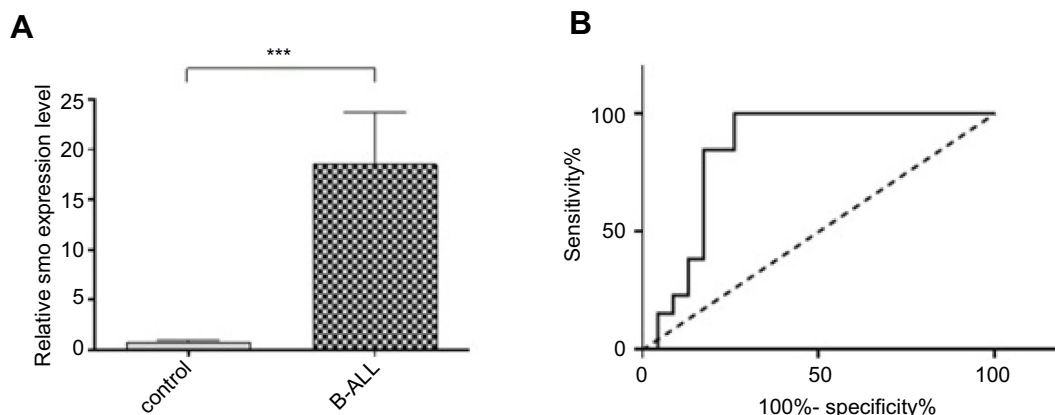 A
***
Relative smo expression level
25
20
15
10
5
0
control
B-ALL
B
Sensitivity%
100
50
0
0
50
100
100%- specificity%